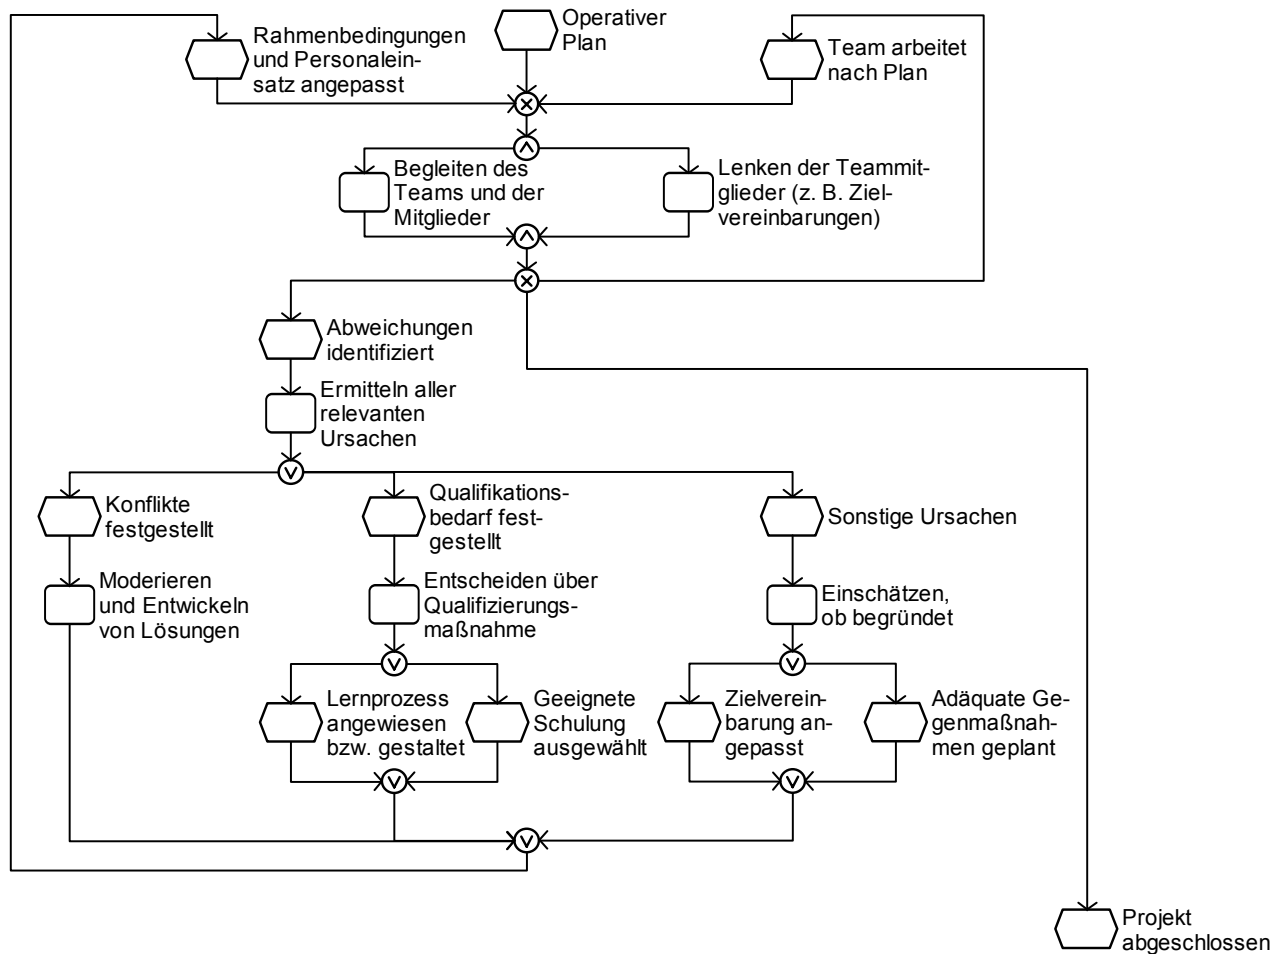 Rahmenbedingungen
und Personalein-
satz angepasst
Operativer
Plan
Team arbeitet
nach Plan
Begleiten des
Teams und der
Mitglieder
Lenken der Teammit-
glieder (z. B. Ziel-
vereinbarungen)
Abweichungen
identifiziert
Ermitteln aller
relevanten
Ursachen
Konflikte
festgestellt
Qualifikations-
bedarf fest-
gestellt
Sonstige Ursachen
Moderieren
und Entwickeln
von Lösungen
Entscheiden über
Qualifizierungs-
maßnahme
Einschätzen,
ob begründet
Lernprozess
angewiesen
bzw. gestaltet
Geeignete
Schulung
ausgewählt
Zielverein-
barung an-
gepasst
Adäquate Ge-
genmaßnah-
men geplant
Projekt
abgeschlossen